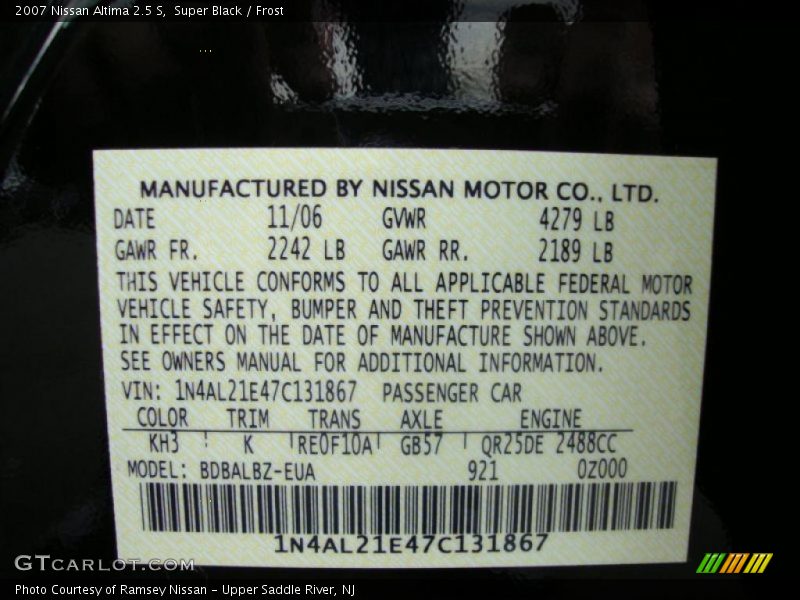 2007 Nissan Altima 2.5 S, Super Black / Frost
MANUFACTURED BY NISSAN MOTOR CO., LTD.
DATE 11/06 GVWR 4279 LB
GAWR FR. 2242 LB GAWR RR. 2189 LB
THIS VEHICLE CONFORMS TO ALL APPLICABLE FEDERAL MOTOR
VEHICLE SAFETY, BUMPER AND THEFT PREVENTION STANDARDS
IN EFFECT ON THE DATE OF MANUFACTURE SHOWN ABOVE.
SEE OWNERS MANUAL FOR ADDITIONAL INFORMATION.
VIN: 1N4AL21E47C131867 PASSENGER CAR
COLOR TRIM TRANS AXLE ENGINE
KH3 K RE0F10A GB57 QR25DE 2488CC
MODEL: BDBALBZ-EUA 921 0Z000
1N4AL21E47C131867
GTCARLOT.COM
Photo Courtesy of Ramsey Nissan - Upper Saddle River, NJ